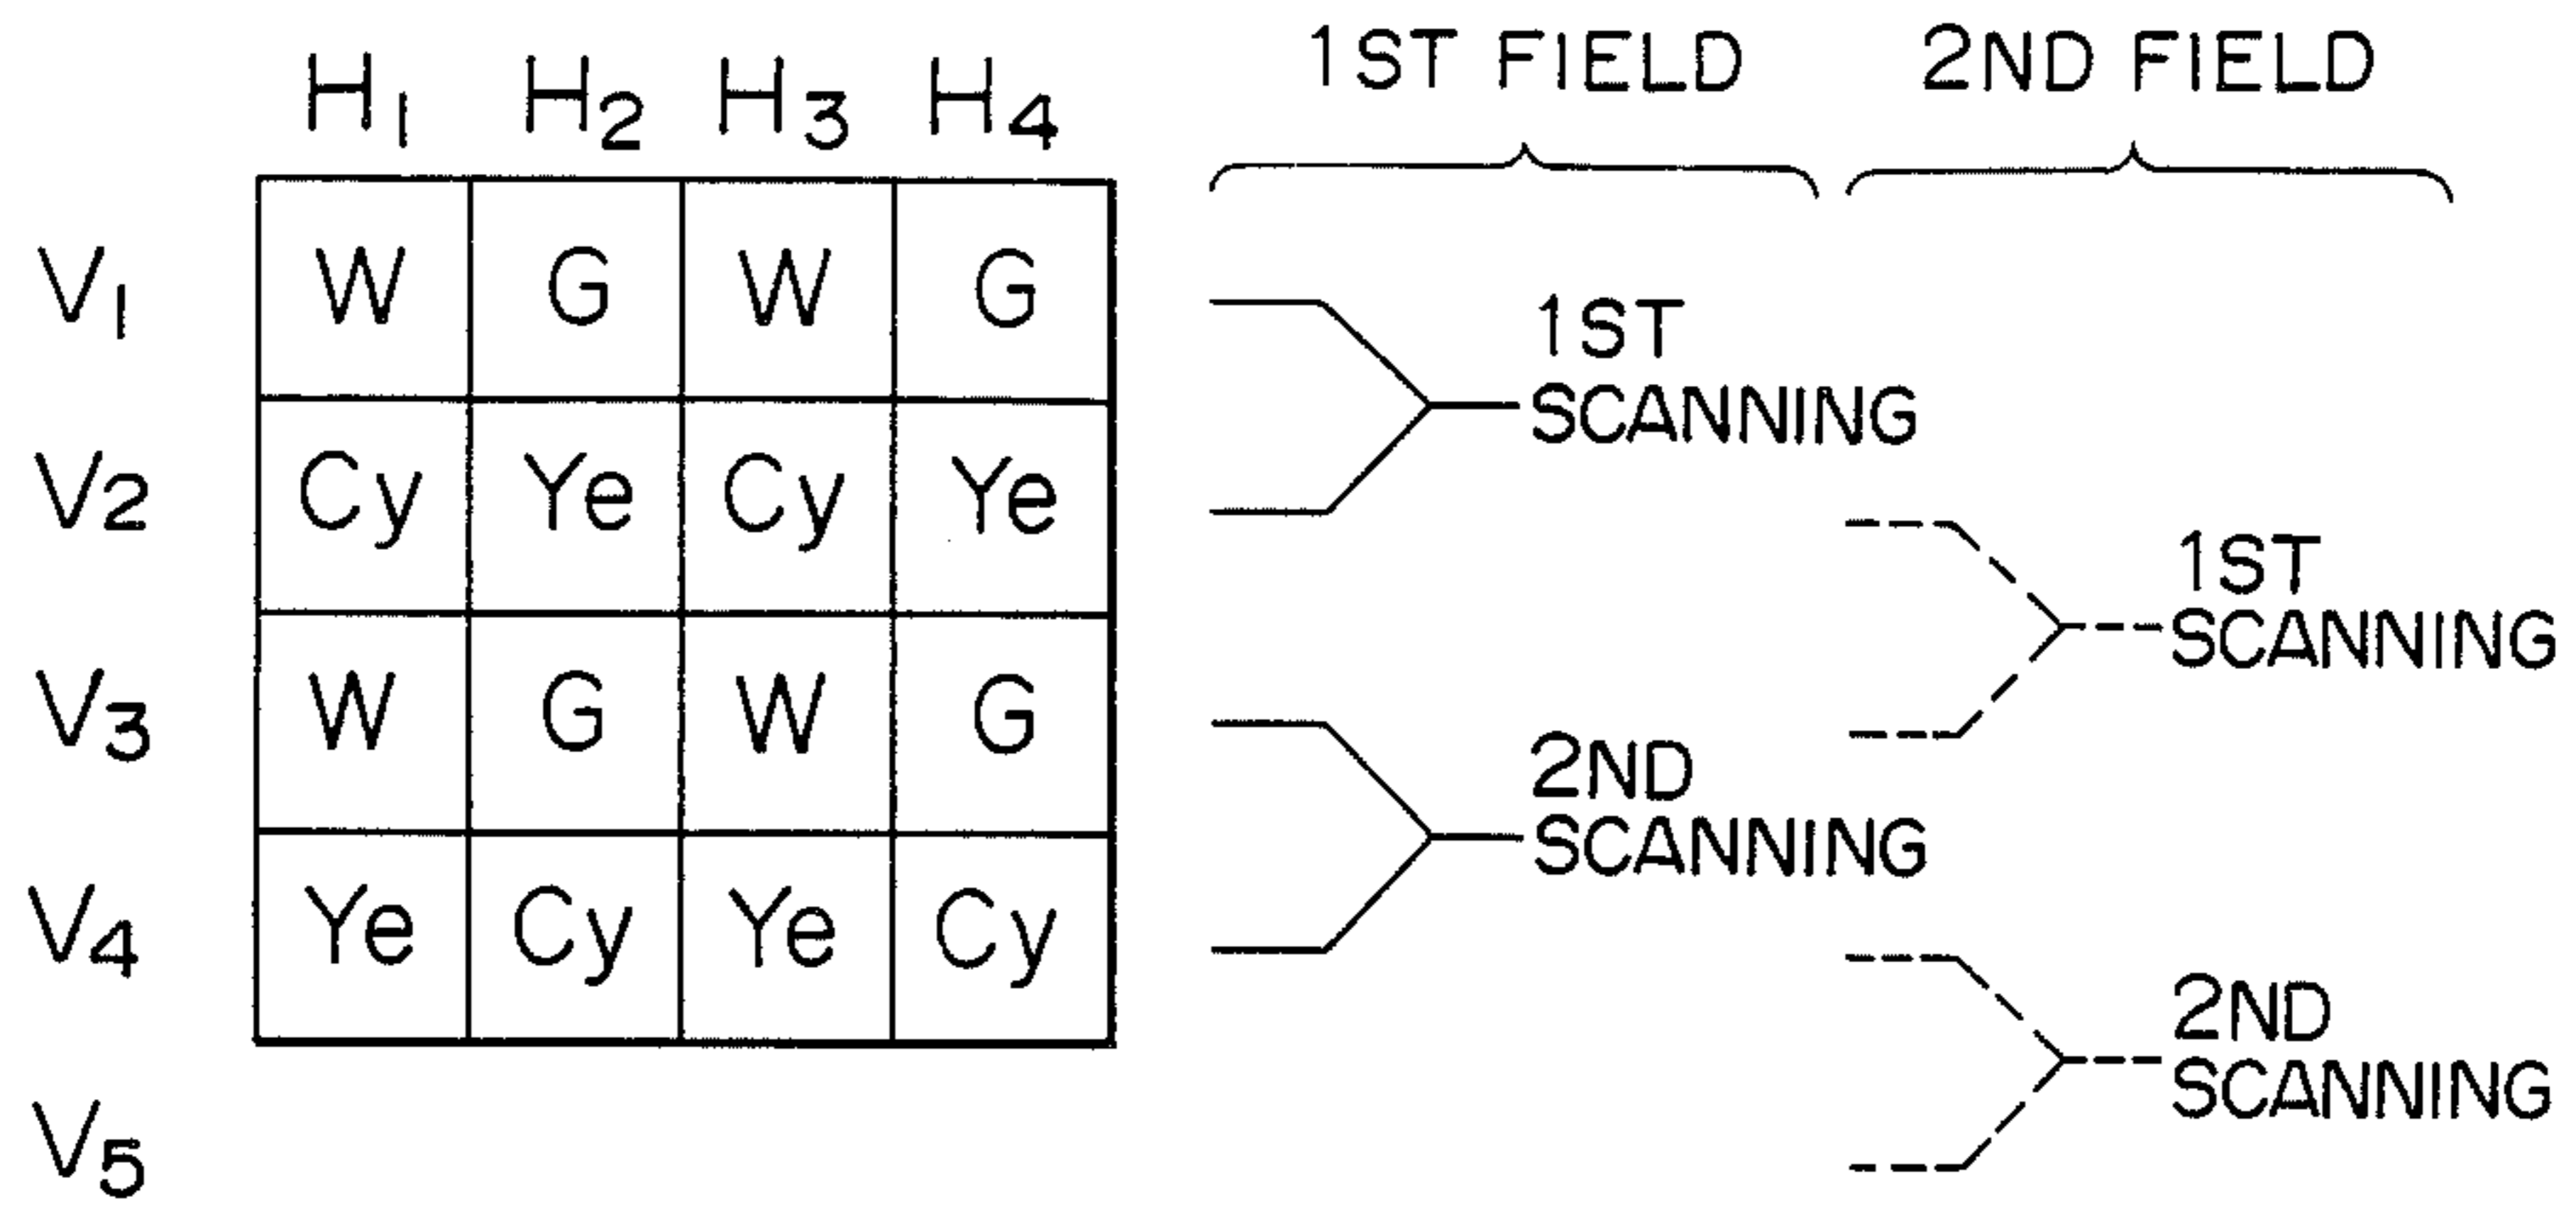 H1 H2 H3 H4 1ST FIELD 2ND FIELD
V1 W G W G
1ST
SCANNING
V2 Cy Ye Cy Ye
1ST
SCANNING
V3 W G W G
2ND
SCANNING
V4 Ye Cy Ye Cy
2ND
SCANNING
V5